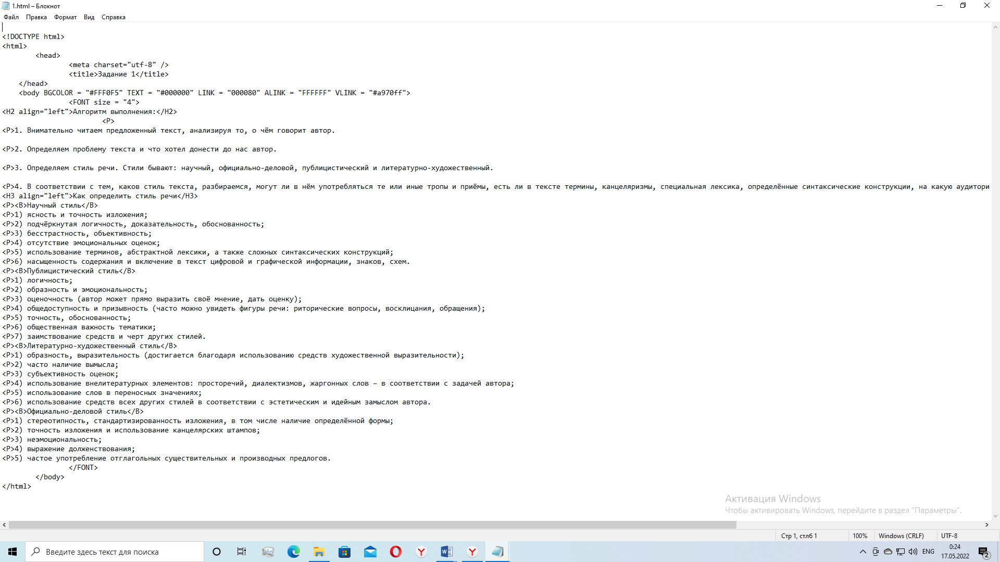 1.html – Блокнот
Файл Правка Формат Вид Справка
<!DOCTYPE html>
<html>
<head>
<meta charset="utf-8" />
<title>Задание 1</title>
</head>
<body BGCOLOR = "#FFF0F5" TEXT = "#000000" LINK = "000080" ALINK = "FFFFFF" VLINK = "#a970ff">
<FONT size = "4">
<H2 align="left">Алгоритм выполнения:</H2>
<P>
<P>1. Внимательно читаем предложенный текст, анализируя то, о чём говорит автор.
<P>2. Определяем проблему текста и что хотел донести до нас автор.
<P>3. Определяем стиль речи. Стили бывают: научный, официально-деловой, публицистический и литературно-художественный.
<P>4. В соответствии с тем, каков стиль текста, разбираемся, могут ли в нём употребляться те или иные тропы и приёмы, есть ли в тексте термины, канцеляризмы, специальная лексика, определённые синтаксические конструкции, на какую аудитори
<H3 align="left">Как определить стиль речи</H3>
<P><B>Научный стиль</B>
<P>1) ясность и точность изложения;
<P>2) подчёркнутая логичность, доказательность, обоснованность;
<P>3) бесстрастность, объективность;
<P>4) отсутствие эмоциональных оценок;
<P>5) использование терминов, абстрактной лексики, а также сложных синтаксических конструкций;
<P>6) насыщенность содержания и включение в текст цифровой и графической информации, знаков, схем.
<P><B>Публицистический стиль</B>
<P>1) логичность;
<P>2) образность и эмоциональность;
<P>3) оценочность (автор может прямо выразить своё мнение, дать оценку);
<P>4) общедоступность и призывность (часто можно увидеть фигуры речи: риторические вопросы, восклицания, обращения);
<P>5) точность, обоснованность;
<P>6) общественная важность тематики;
<P>7) заимствование средств и черт других стилей.
<P><B>Литературно-художественный стиль</B>
<P>1) образность, выразительность (достигается благодаря использованию средств художественной выразительности);
<P>2) часто наличие вымысла;
<P>3) субъективность оценок;
<P>4) использование внелитературных элементов: просторечий, диалектизмов, жаргонных слов – в соответствии с задачей автора;
<P>5) использование слов в переносных значениях;
<P>6) использование средств всех других стилей в соответствии с эстетическим и идейным замыслом автора.
<P><B>Официально-деловой стиль</B>
<P>1) стереотипность, стандартизированность изложения, в том числе наличие определённой формы;
<P>2) точность изложения и использование канцелярских штампов;
<P>3) неэмоциональность;
<P>4) выражение долженствования;
<P>5) частое употребление отглагольных существительных и производных предлогов.
</FONT>
</body>
</html>
Активация Windows
Чтобы активировать Windows, перейдите в раздел "Параметры".
Стр 1, стлб 1 100% Windows (CRLF) UTF-8
Введите здесь текст для поиска
ENG 0:24
17.05.2022
2